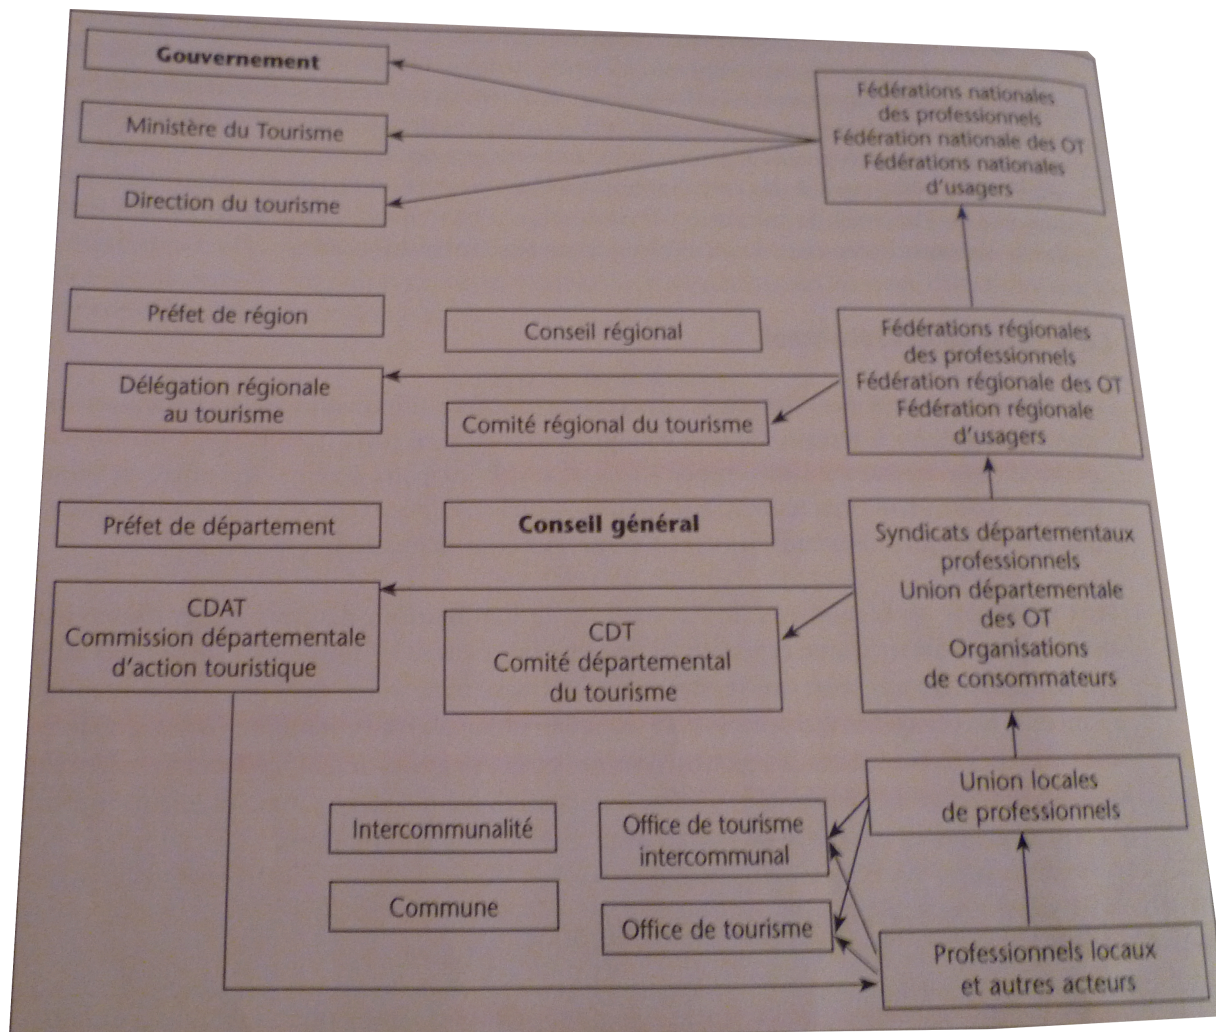 Gouvernement
Ministère du Tourisme
Direction du tourisme
Fédérations nationales
des professionnels
Fédération nationale des OT
Fédérations nationales
d'usagers
Préfet de région
Conseil régional
Délégation régionale
au tourisme
Comité régional du tourisme
Fédérations régionales
des professionnels
Fédération régionale des OT
Fédération régionale
d'usagers
Préfet de département
Conseil général
CDAT
Commission départementale
d'action touristique
CDT
Comité départemental
du tourisme
Syndicats départementaux
professionnels
Union départementale
des OT
Organisations
de consommateurs
Intercommunalité
Office de tourisme
intercommunal
Union locales
de professionnels
Commune
Office de tourisme
Professionnels locaux
et autres acteurs